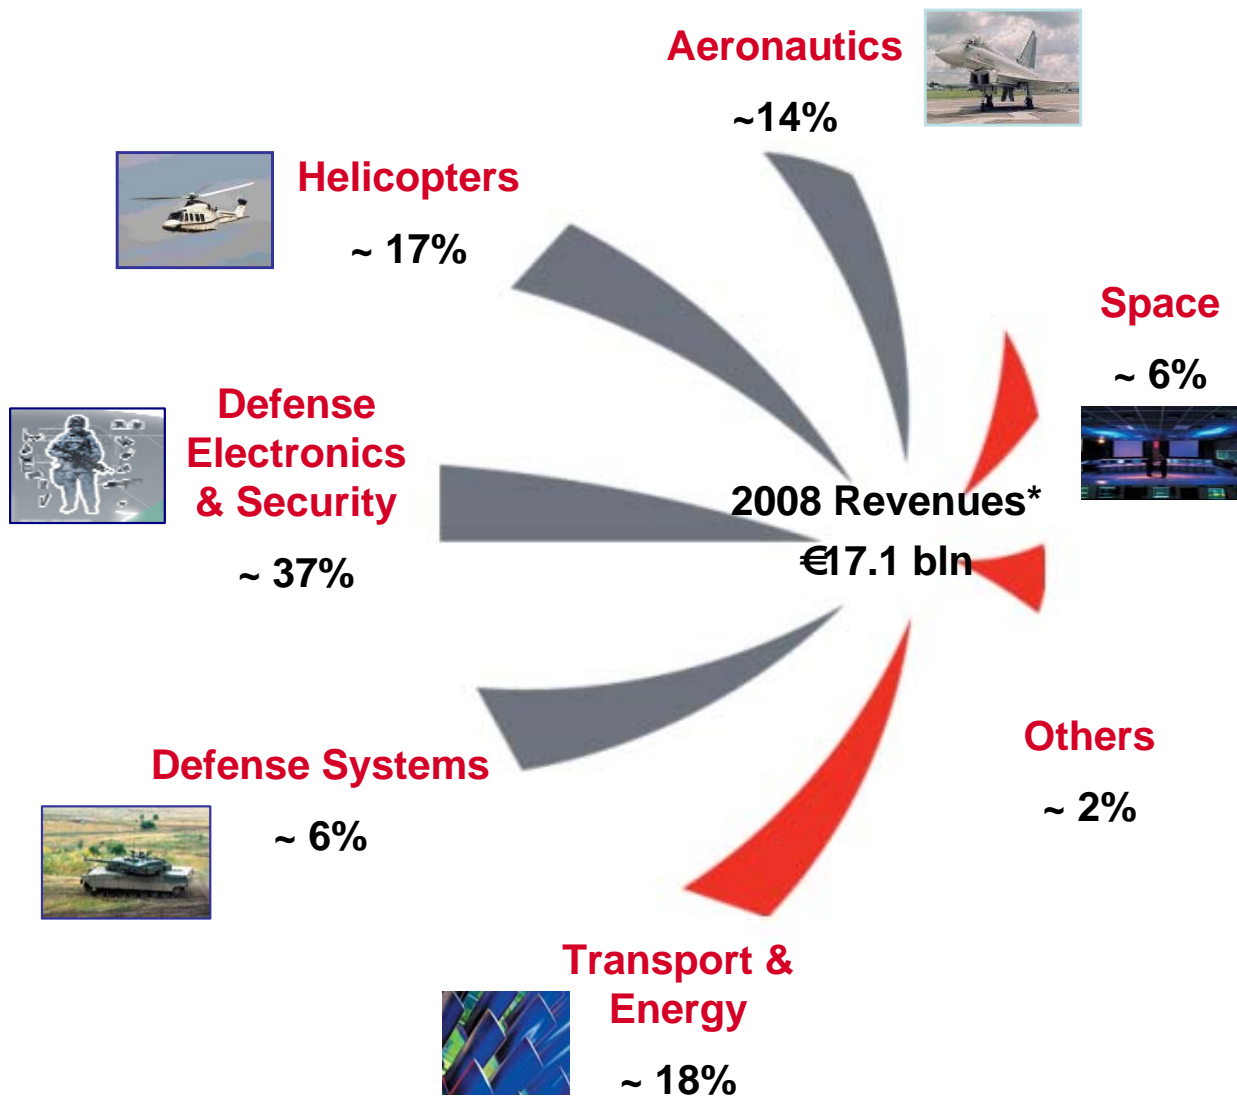 Aeronautics
~14%
Helicopters
~ 17%
Space
~ 6%
Defense
Electronics
& Security
~ 37%
2008 Revenues*
€17.1 bln
Others
~ 2%
Defense Systems
~ 6%
Transport &
Energy
~ 18%